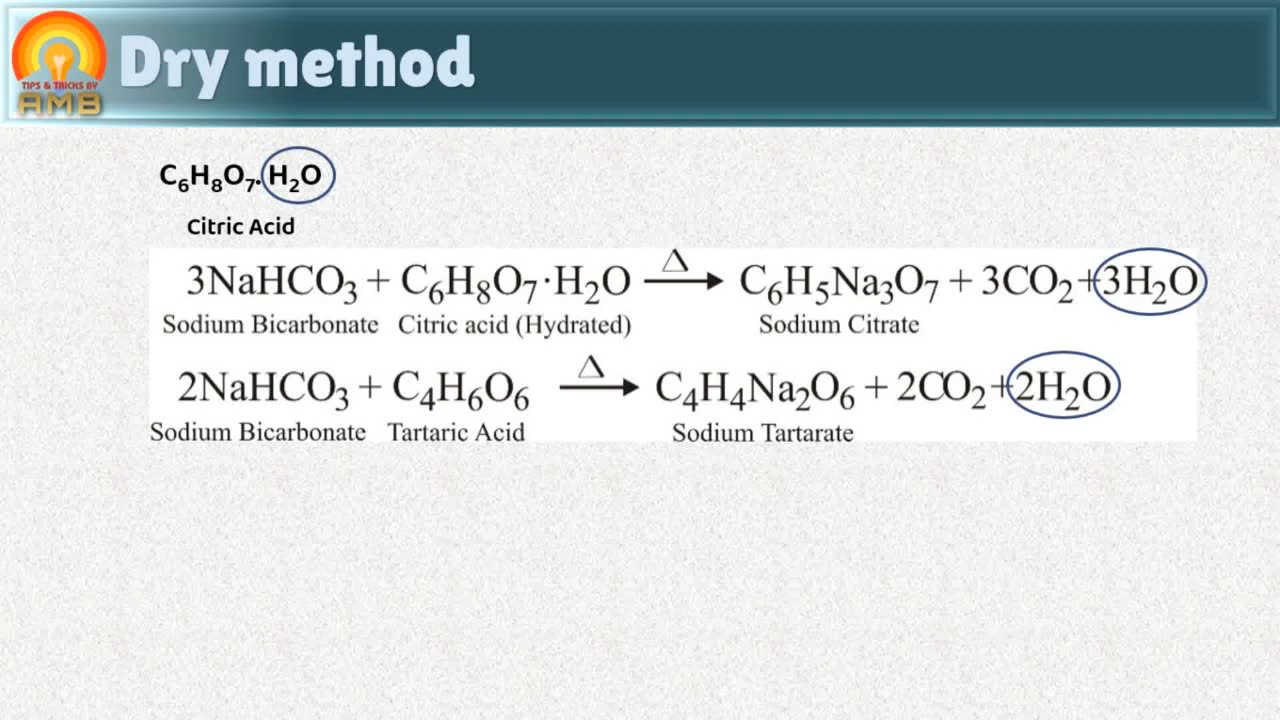 TIPS & TRICKS BY
AMB
Dry method
C₆H₈O₇.H₂O
Citric Acid
3NaHCO₃ + C₆H₈O₇·H₂O —Δ→ C₆H₅Na₃O₇ + 3CO₂+3H₂O
Sodium Bicarbonate Citric acid (Hydrated) Sodium Citrate
2NaHCO₃ + C₄H₆O₆ —Δ→ C₄H₄Na₂O₆ + 2CO₂+2H₂O
Sodium Bicarbonate Tartaric Acid Sodium Tartarate